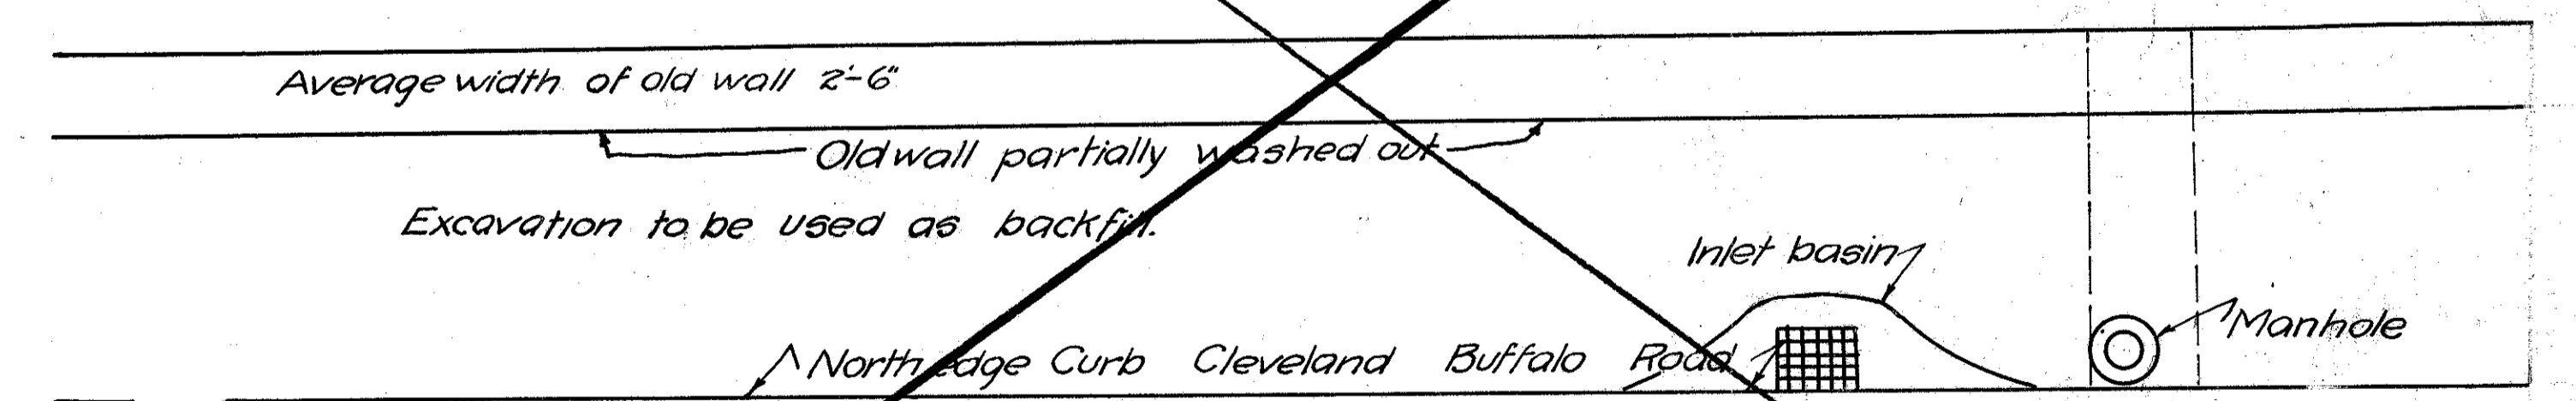 Average width of old wall 2'-6"
Old wall partially washed out
Excavation to be used as backfill.
Inlet basin
Manhole
North edge Curb Cleveland Buffalo Road